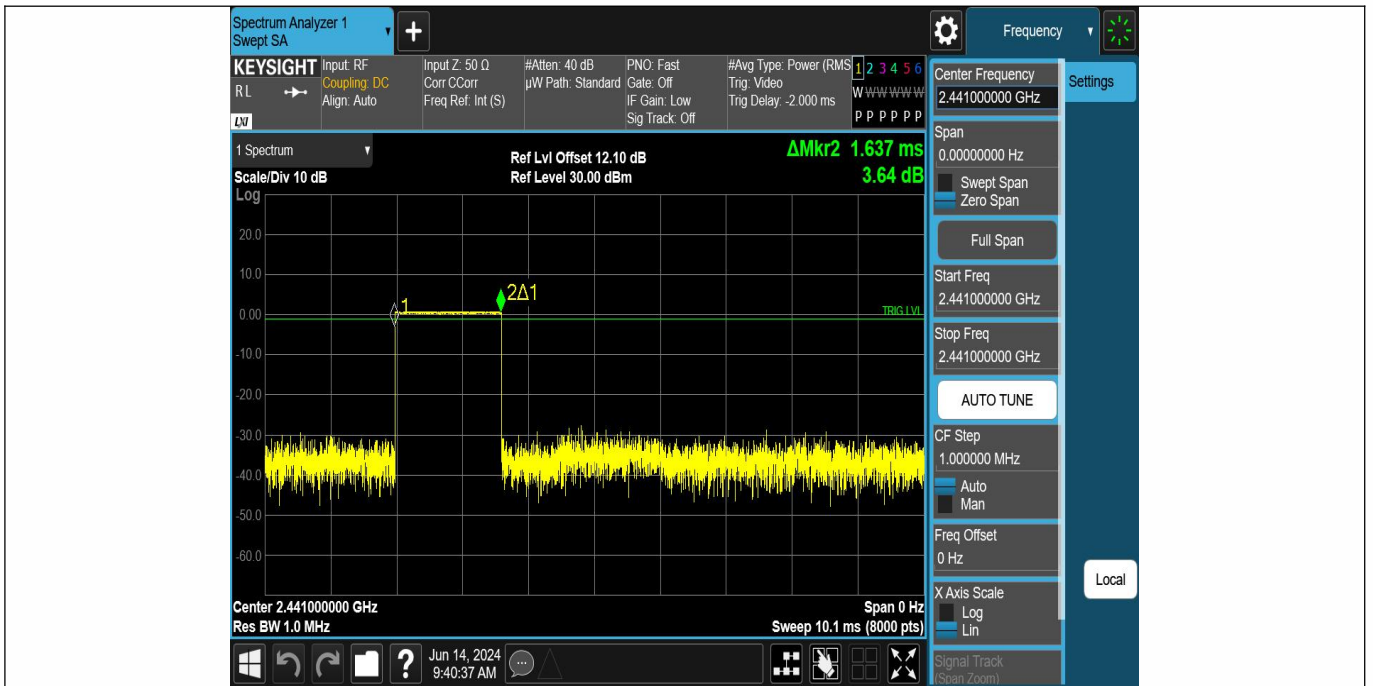 Spectrum Analyzer 1
Swept SA
Frequency
KEYSIGHT
RL
LXI
Input: RF
Coupling: DC
Align: Auto
Input Z: 50 Ω
Corr CCorr
Freq Ref: Int (S)
#Atten: 40 dB
µW Path: Standard
PNO: Fast
Gate: Off
IF Gain: Low
Sig Track: Off
#Avg Type: Power (RMS
Trig: Video
Trig Delay: -2.000 ms
1 2 3 4 5 6
W W W W W W
P P P P P P
1 Spectrum
Scale/Div 10 dB
Log
Ref Lvl Offset 12.10 dB
Ref Level 30.00 dBm
ΔMkr2 1.637 ms
3.64 dB
20.0
10.0
0.00
-10.0
-20.0
-30.0
-40.0
-50.0
-60.0
1
2Δ1
TRIG LVL
Center 2.441000000 GHz
Res BW 1.0 MHz
Span 0 Hz
Sweep 10.1 ms (8000 pts)
Center Frequency
2.441000000 GHz
Settings
Span
0.00000000 Hz
Swept Span
Zero Span
Full Span
Start Freq
2.441000000 GHz
Stop Freq
2.441000000 GHz
AUTO TUNE
CF Step
1.000000 MHz
Auto
Man
Freq Offset
0 Hz
X Axis Scale
Log
Lin
Signal Track
(Span Zoom)
Local
?
Jun 14, 2024
9:40:37 AM